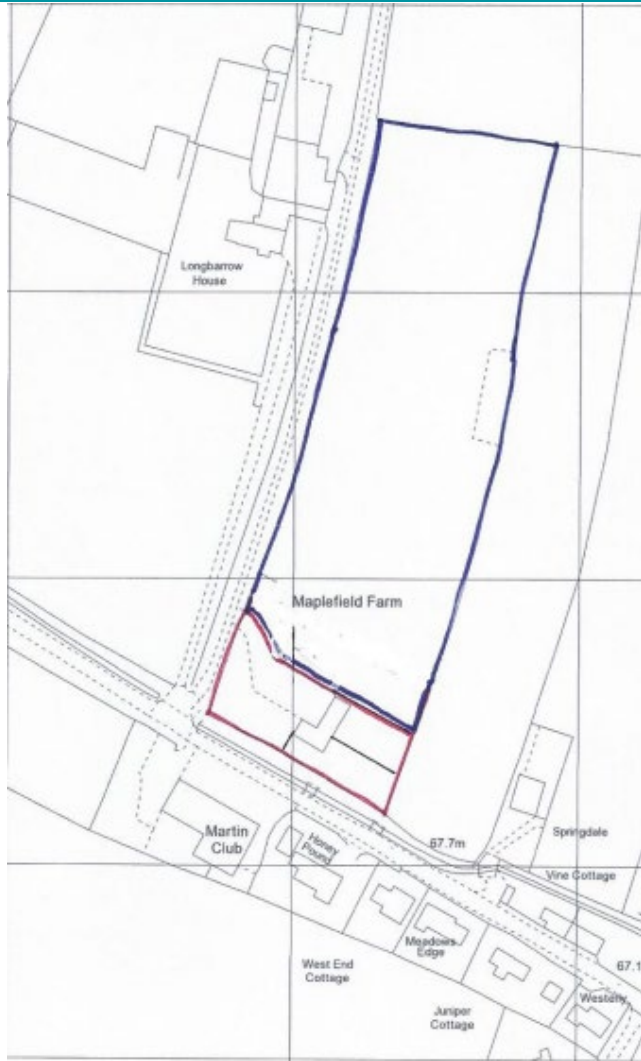 Longbarrow
House
Maplefield Farm
Martin
Club
Honey
Pound
67.7m
Springdale
Vine Cottage
Meadows
Edge
West End
Cottage
67.1
Westerly
Juniper
Cottage